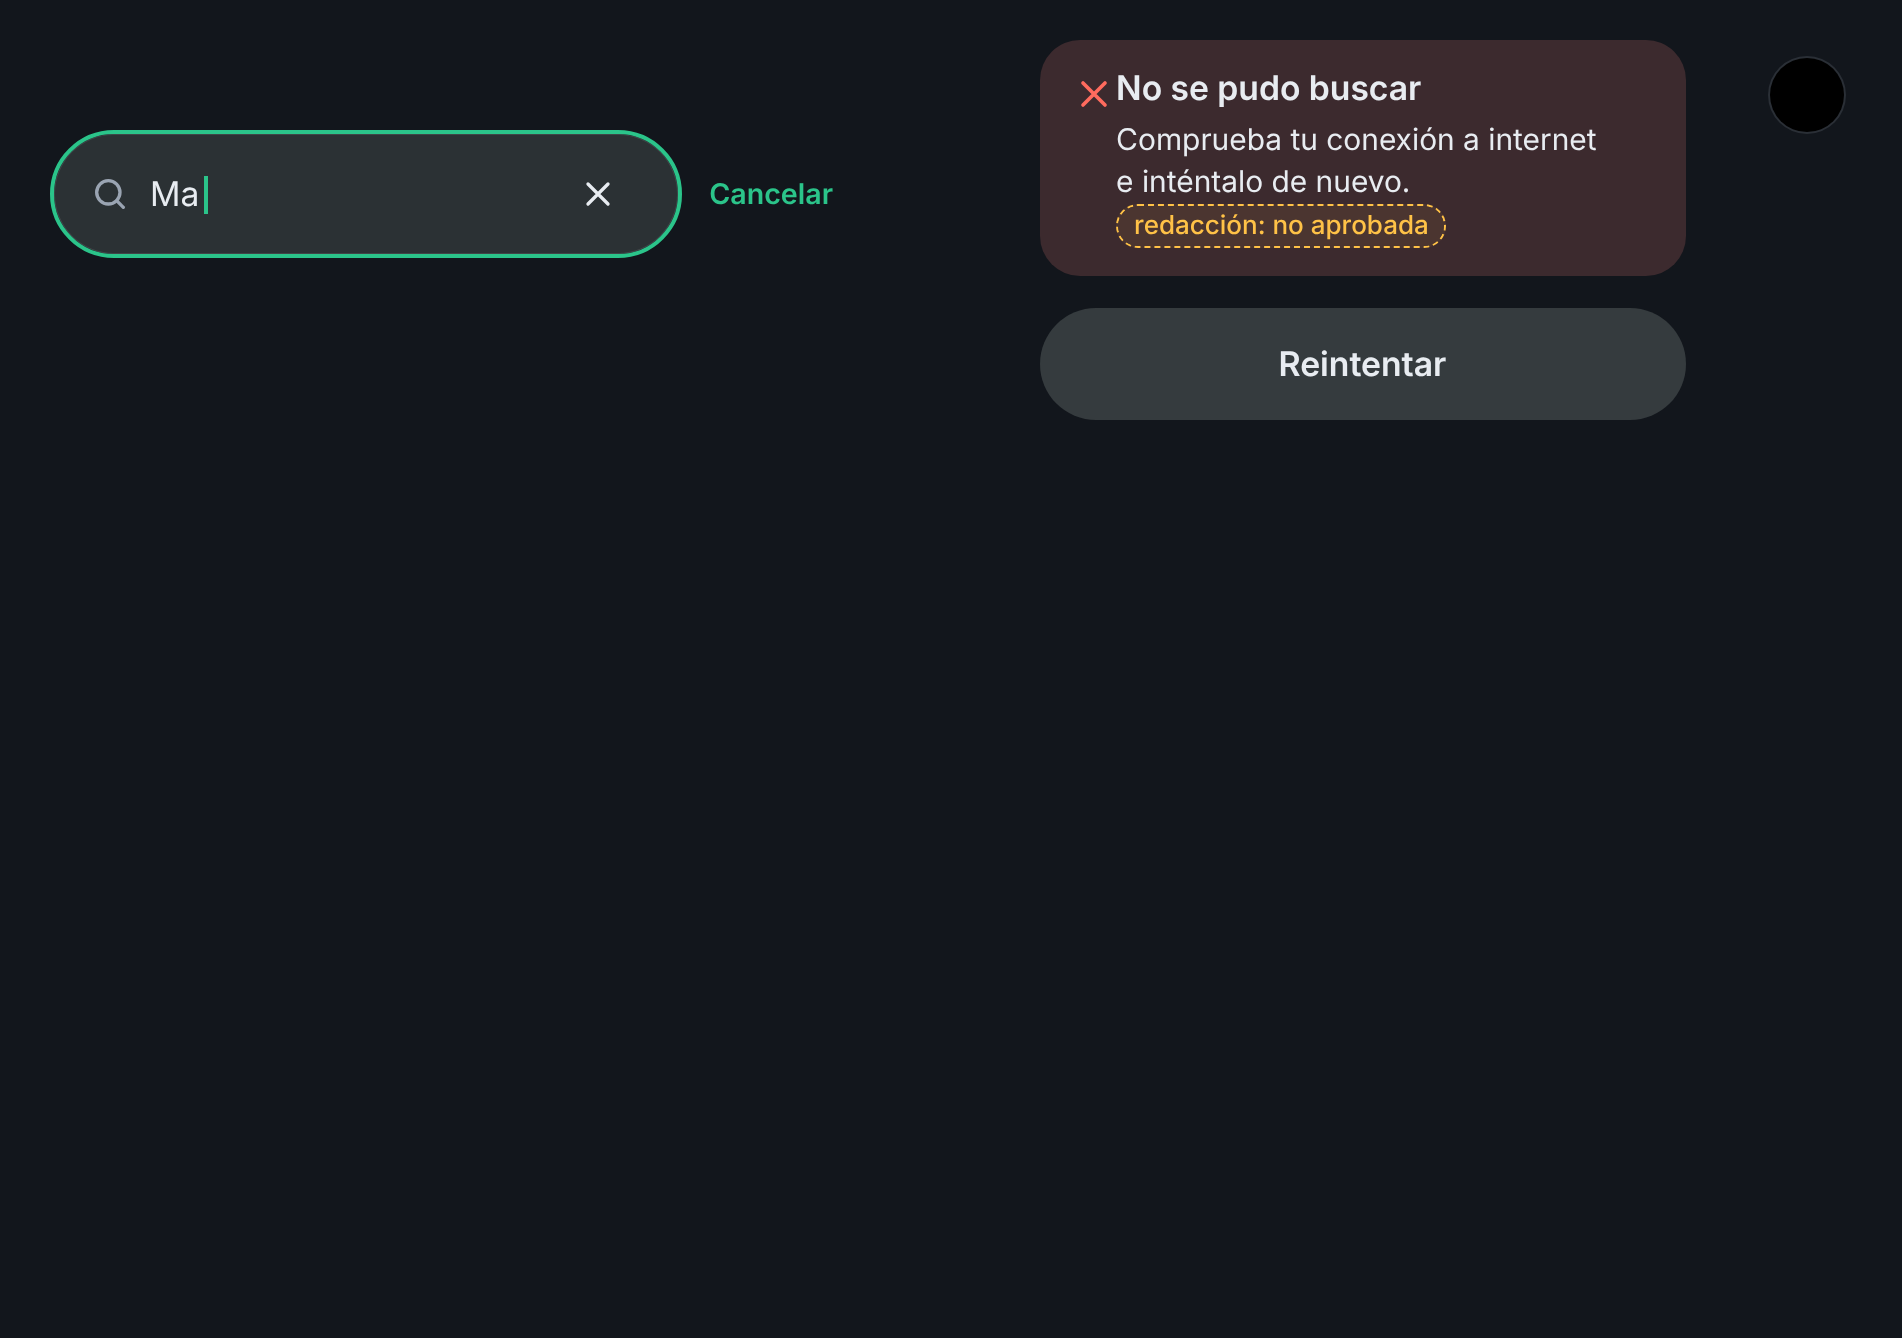 Ma
Cancelar
No se pudo buscar
Comprueba tu conexión a internet
e inténtalo de nuevo.
redacción: no aprobada
Reintentar